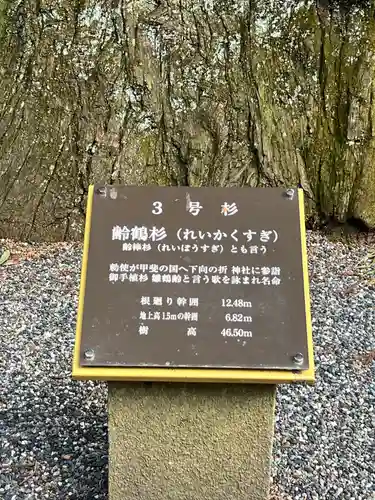 3号杉
齢鶴杉（れいかくすぎ）
齢椿杉（れいぼうすぎ）とも言う
勅使が甲斐の国へ下向の折 神社に参詣
御手植杉 雛鶴齢と言う歌を詠まれ名命
根廻り幹囲 12.48m
地上高1.5mの幹囲 6.82m
樹高 46.50m